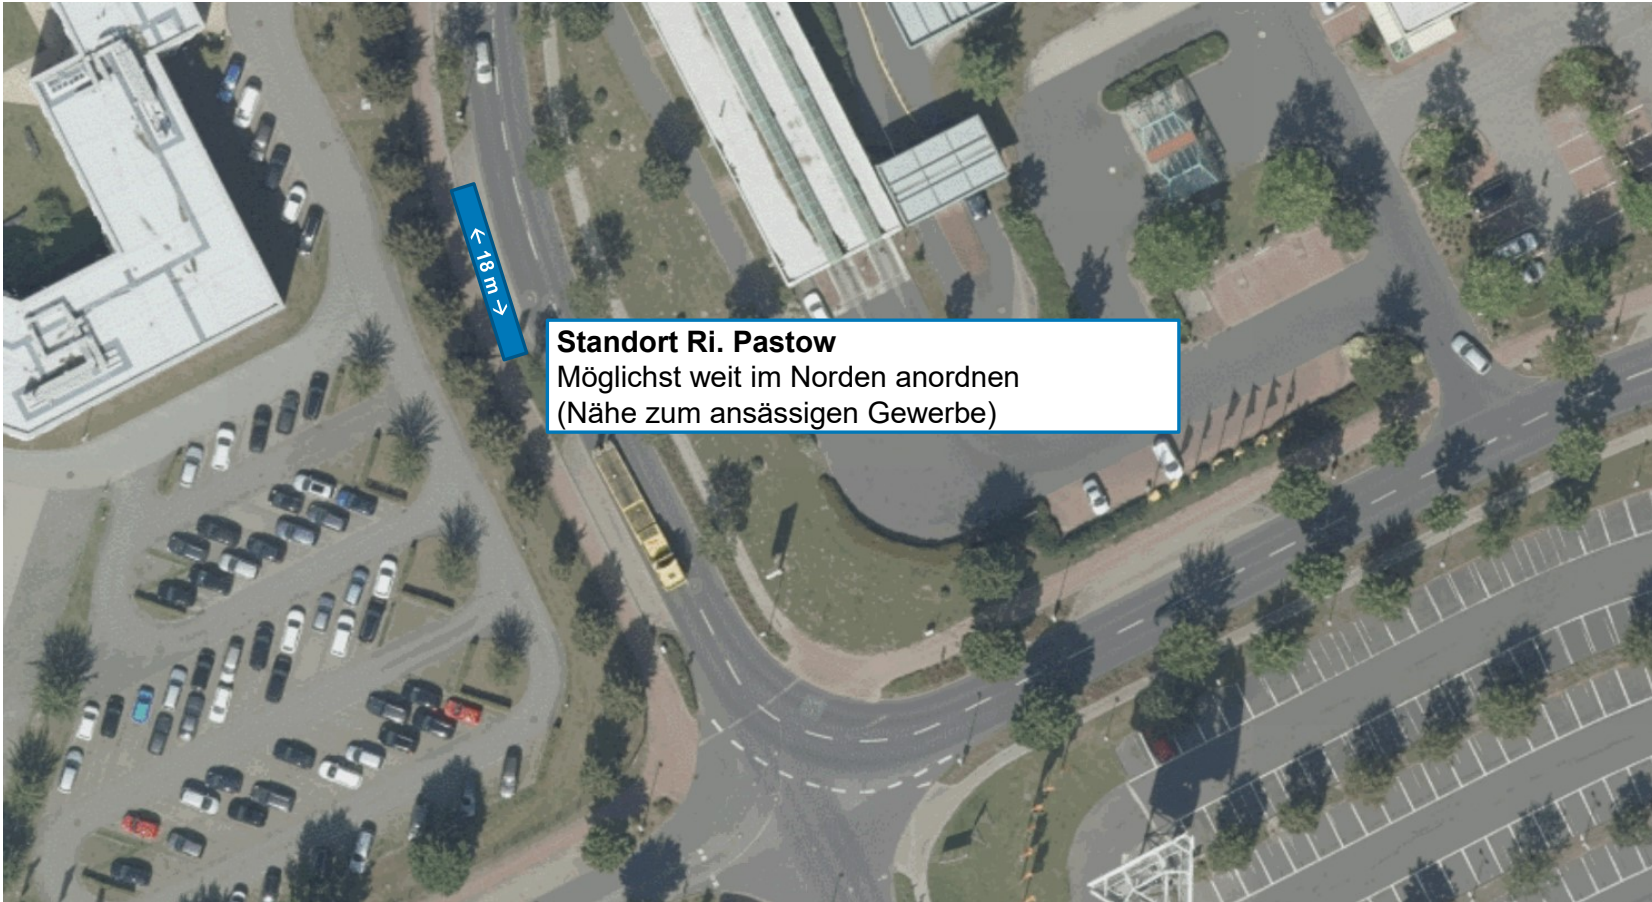 ← 18 m →
Standort Ri. Pastow
Möglichst weit im Norden anordnen
(Nähe zum ansässigen Gewerbe)